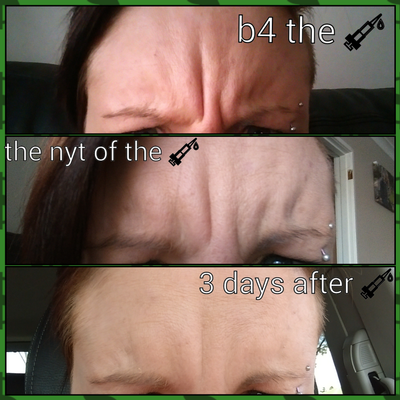 b4 the
the nyt of the
3 days after